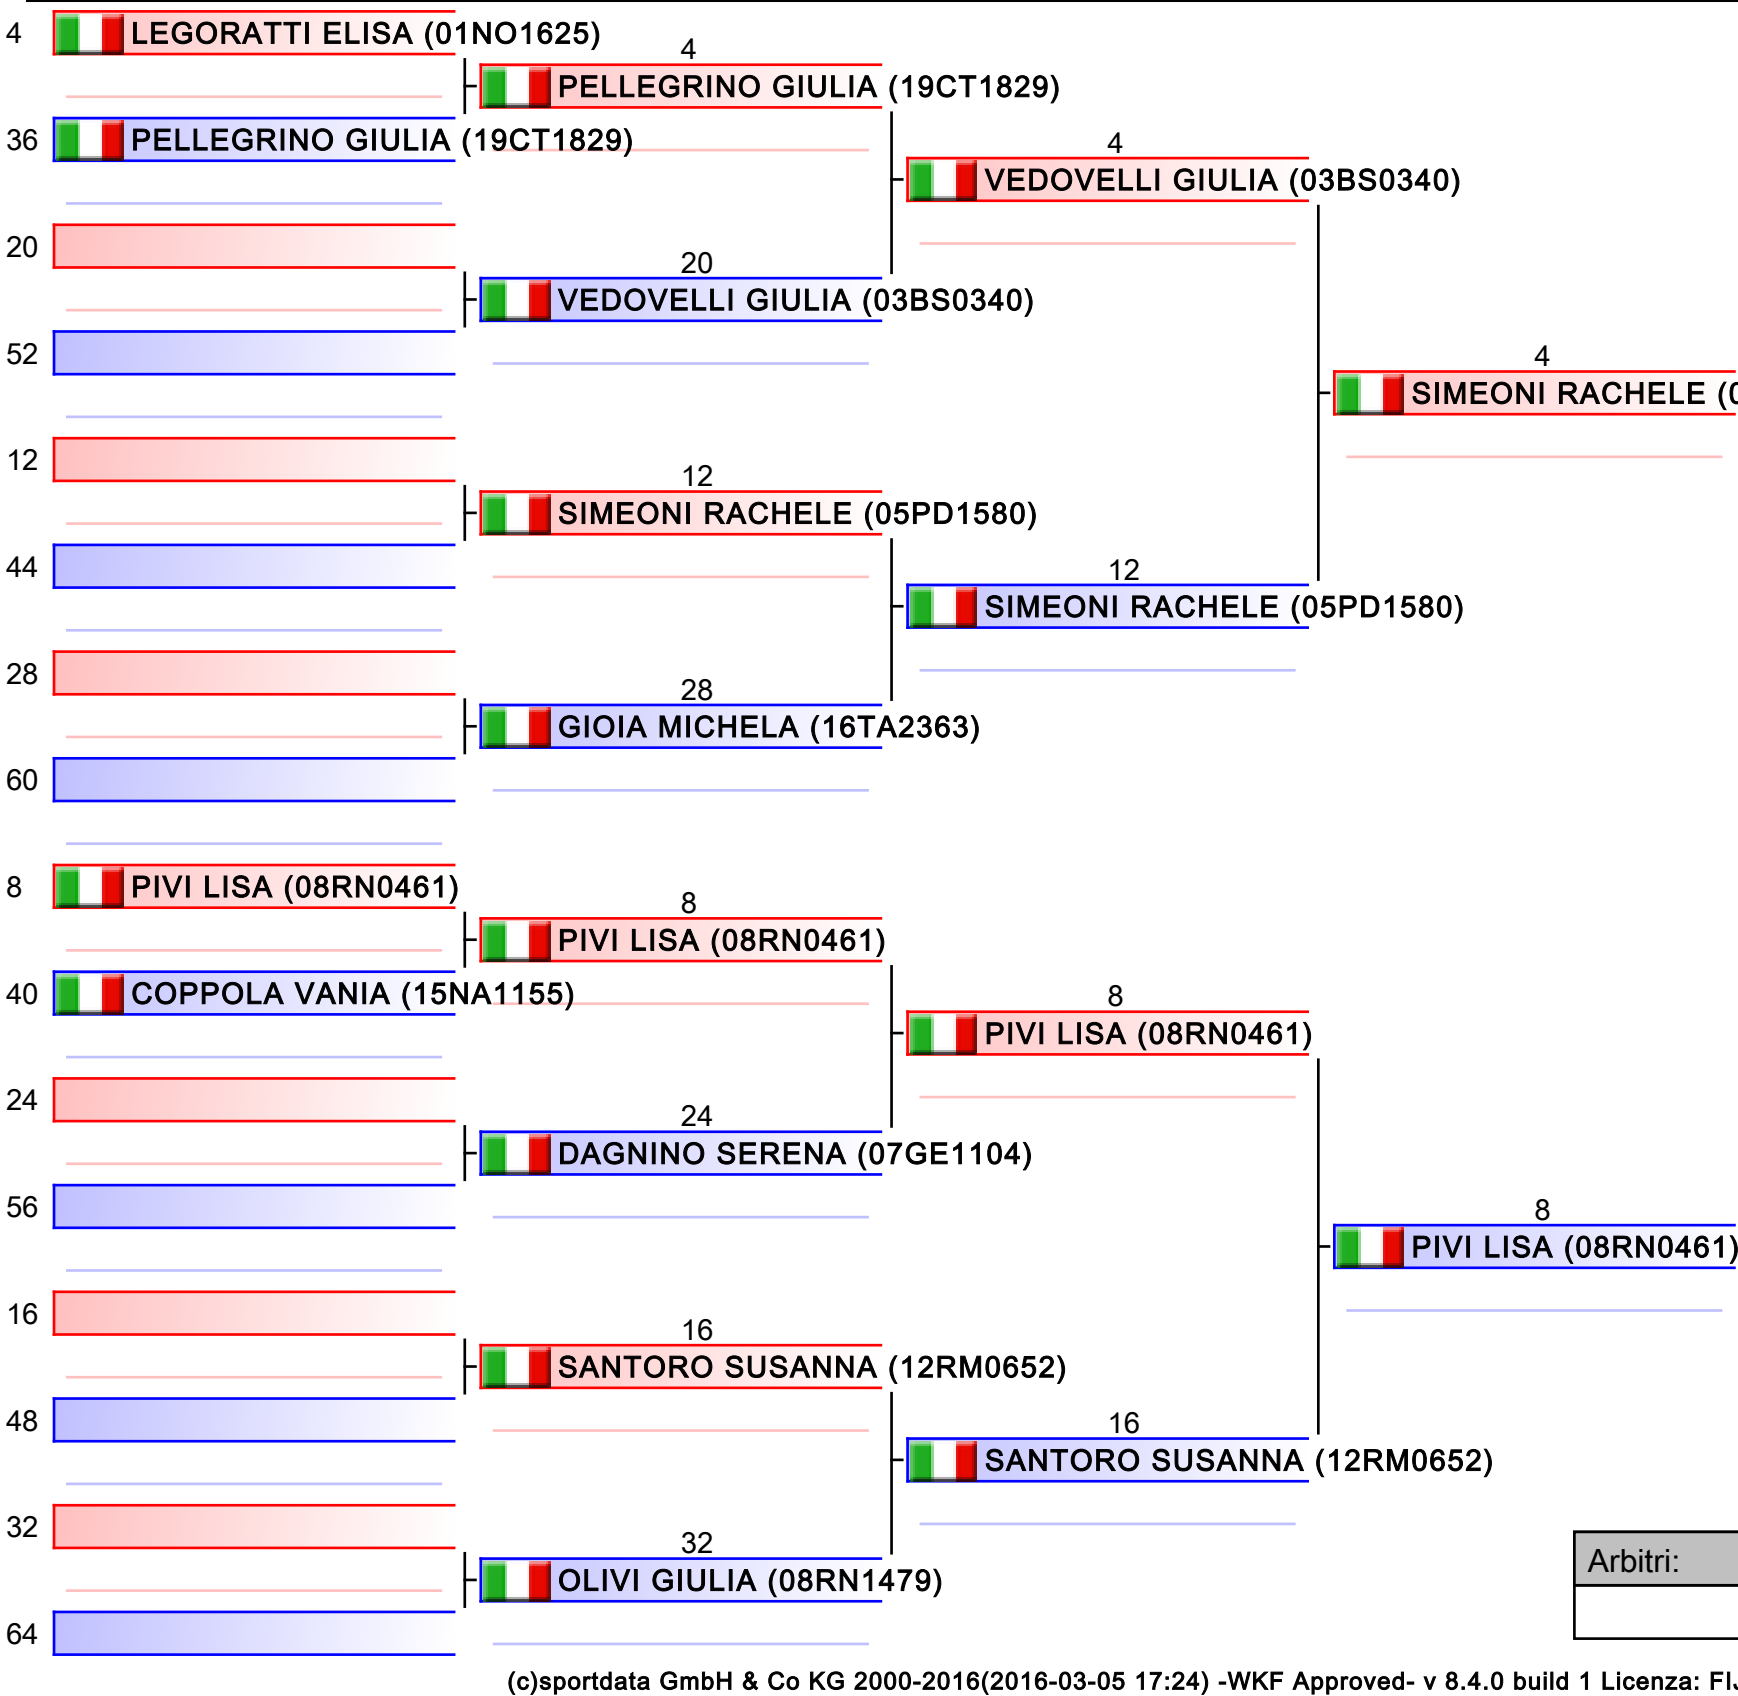 4 LEGORATTI ELISA (01NO1625)
4
PELLEGRINO GIULIA (19CT1829)
36 PELLEGRINO GIULIA (19CT1829)
4
VEDOVELLI GIULIA (03BS0340)
20
20
VEDOVELLI GIULIA (03BS0340)
52
4
SIMEONI RACHELE (0
12
12
SIMEONI RACHELE (05PD1580)
44
12
SIMEONI RACHELE (05PD1580)
28
28
GIOIA MICHELA (16TA2363)
60
8 PIVI LISA (08RN0461)
8
PIVI LISA (08RN0461)
40 COPPOLA VANIA (15NA1155)
8
PIVI LISA (08RN0461)
24
24
DAGNINO SERENA (07GE1104)
56
8
PIVI LISA (08RN0461)
16
16
SANTORO SUSANNA (12RM0652)
48
16
SANTORO SUSANNA (12RM0652)
32
32
OLIVI GIULIA (08RN1479)
Arbitri:
64
(c)sportdata GmbH & Co KG 2000-2016(2016-03-05 17:24) -WKF Approved- v 8.4.0 build 1 Licenza: